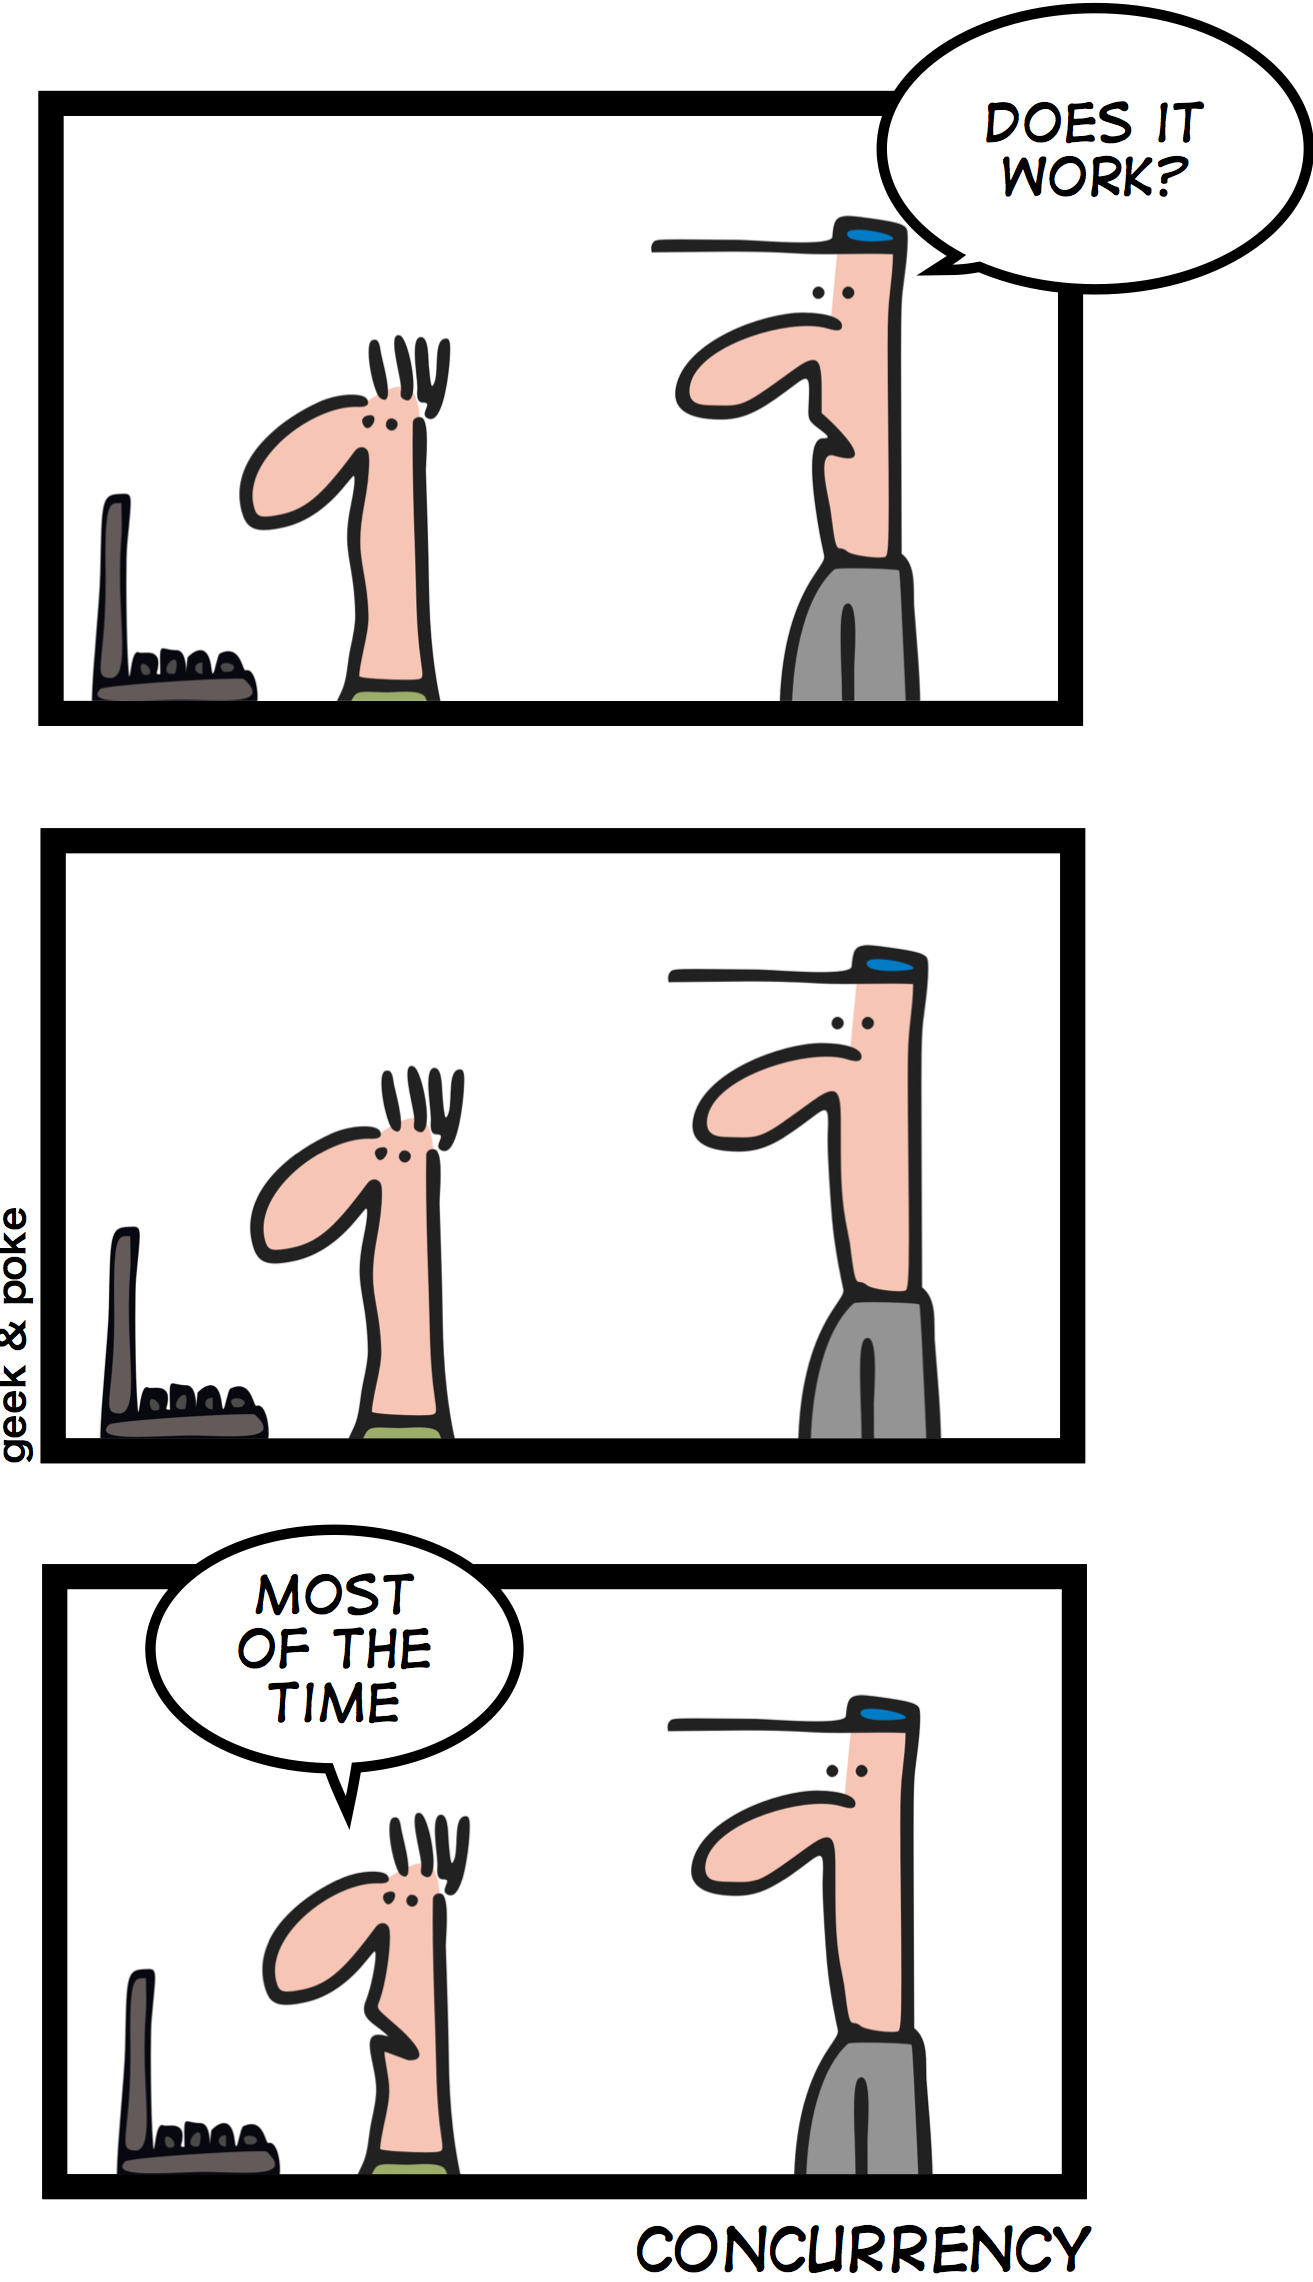 DOES IT
WORK?
geek & poke
MOST
OF THE
TIME
CONCURRENCY